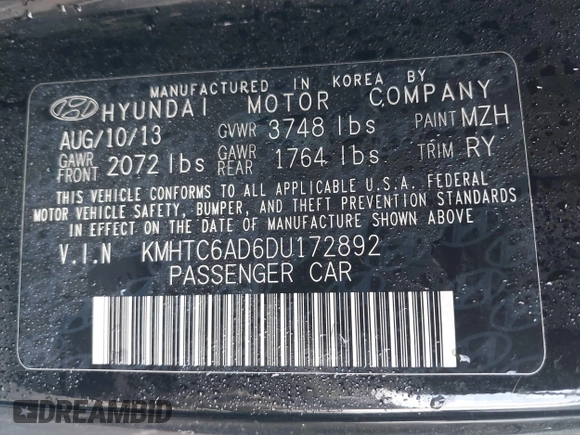 MANUFACTURED IN KOREA BY
HYUNDAI MOTOR COMPANY
AUG/10/13 GVWR 3748 lbs PAINT MZH
GAWR FRONT 2072 lbs GAWR REAR 1764 lbs TRIM RY
THIS VEHICLE CONFORMS TO ALL APPLICABLE U.S.A. FEDERAL
MOTOR VEHICLE SAFETY, BUMPER, AND THEFT PREVENTION STANDARDS
IN EFFECT ON THE DATE OF MANUFACTURE SHOWN ABOVE
V.I.N KMHTC6AD6DU172892
PASSENGER CAR
DREAMBID